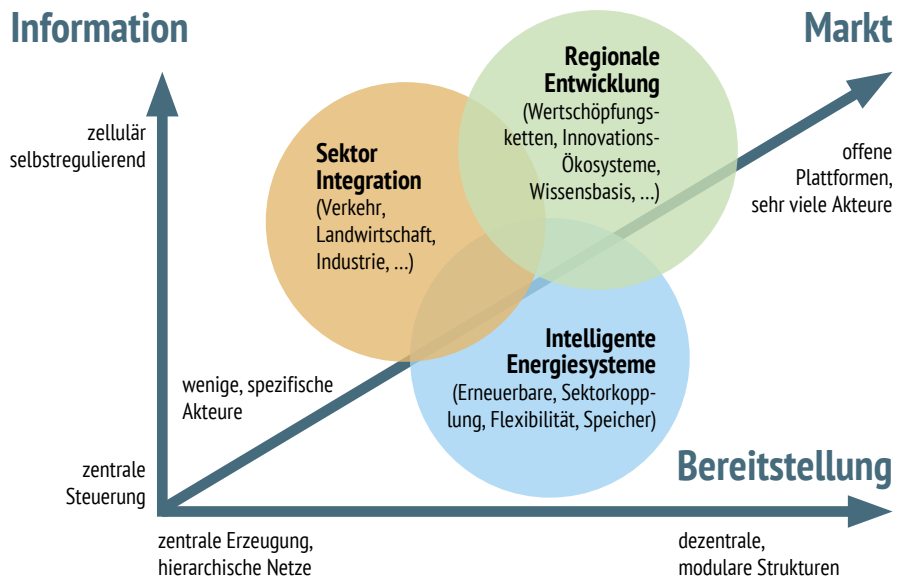 Information
Markt
zellulär
selbstregulierend
Regionale
Entwicklung
(Wertschöpfungs-
ketten, Innovations-
Ökosysteme,
Wissensbasis, ...)
Sektor
Integration
(Verkehr,
Landwirtschaft,
Industrie, ...)
offene
Plattformen,
sehr viele Akteure
Intelligente
Energiesysteme
(Erneuerbare, Sektorkopp-
lung, Flexibilität, Speicher)
wenige, spezifische
Akteure
zentrale
Steuerung
Bereitstellung
zentrale Erzeugung,
hierarchische Netze
dezentrale,
modulare Strukturen